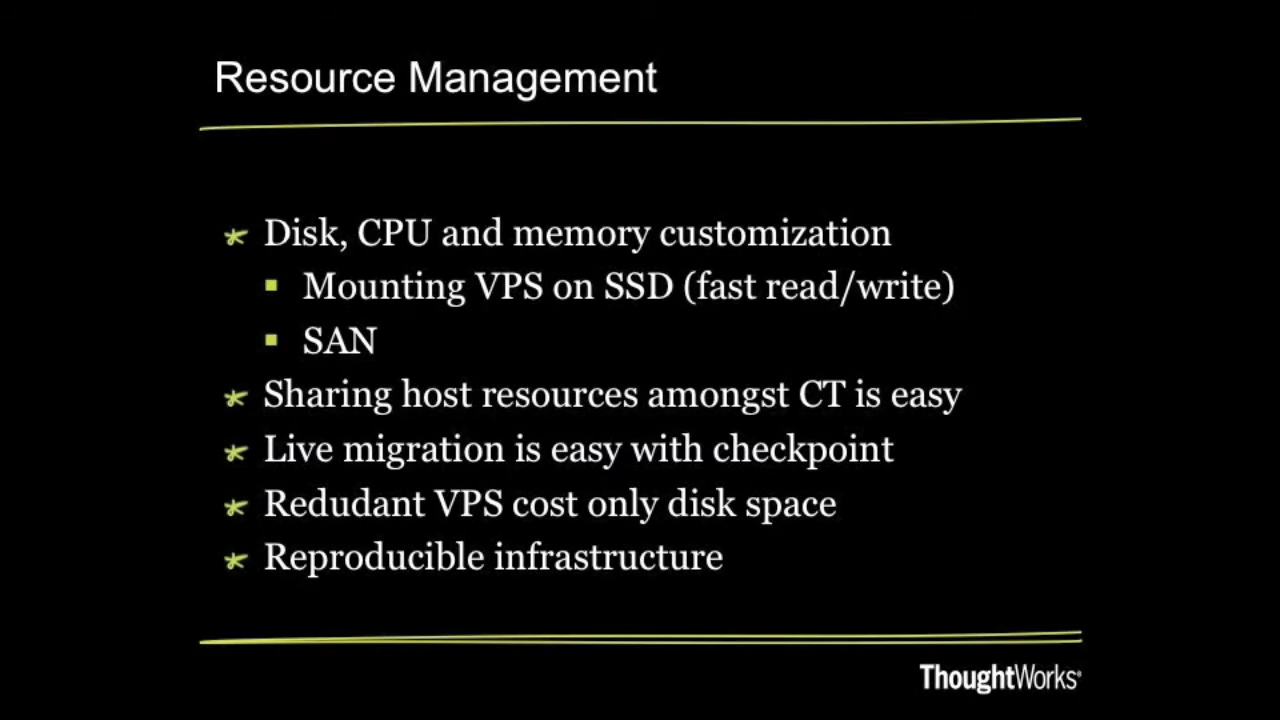 Resource Management
Disk, CPU and memory customization
Mounting VPS on SSD (fast read/write)
SAN
Sharing host resources amongst CT is easy
Live migration is easy with checkpoint
Redudant VPS cost only disk space
Reproducible infrastructure
ThoughtWorks®